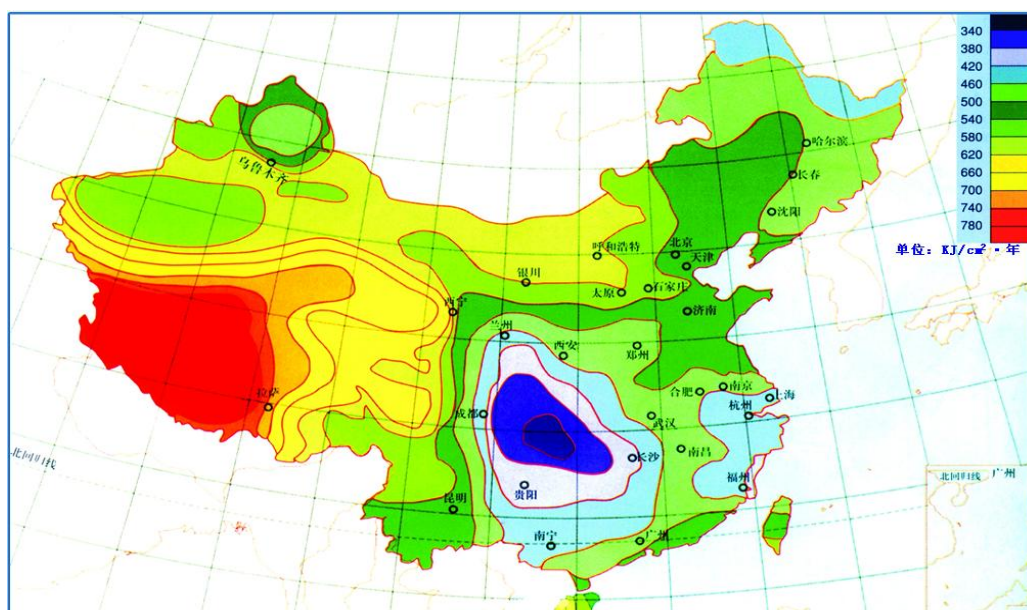 340
380
420
460
500
540
580
620
660
700
740
780
单位：KJ/cm²·年
乌鲁木齐
哈尔滨
长春
沈阳
呼和浩特
北京
天津
银川
太原
石家庄
西宁
济南
兰州
西安
郑州
拉萨
成都
合肥
南京
上海
杭州
武汉
南昌
长沙
北回归线
贵阳
福州
昆明
南宁
广州
北回归线
广州